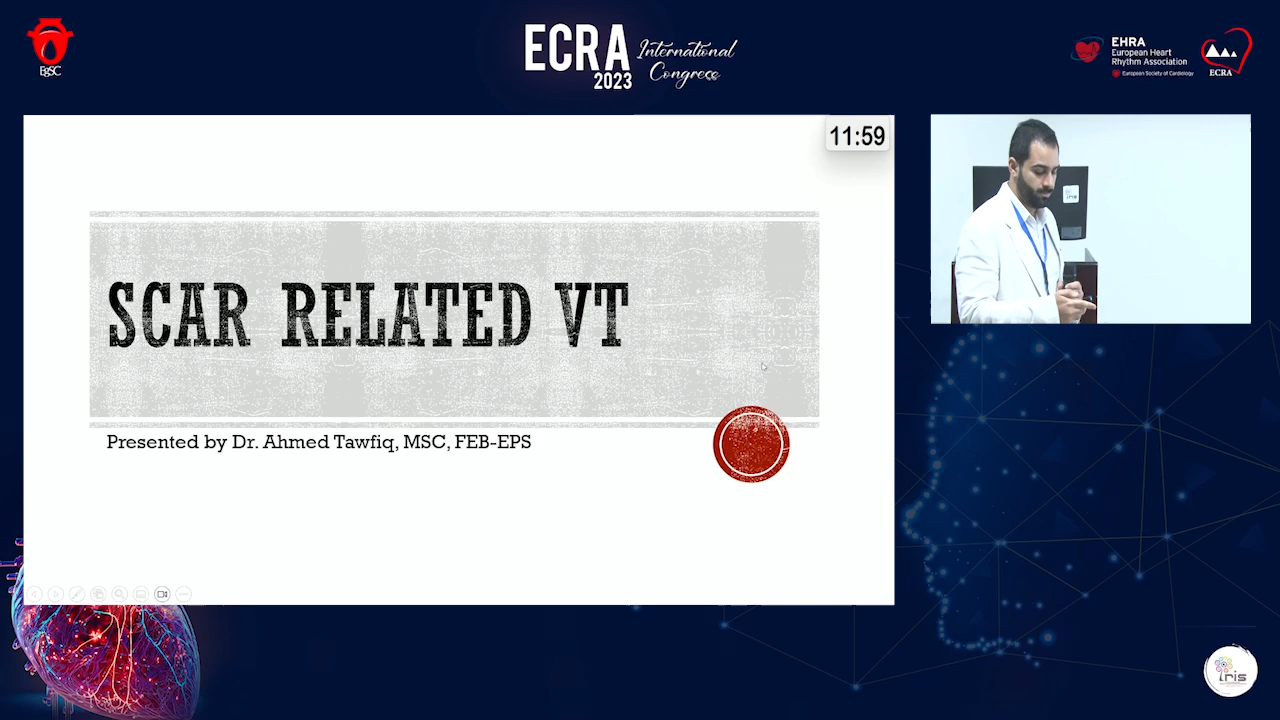 EgSC
ECRA
2023
International
Congress
EHRA
European Heart
Rhythm Association
European Society of Cardiology
ECRA
11:59
SCAR RELATED VT
Presented by Dr. Ahmed Tawfiq, MSC, FEB-EPS
iris